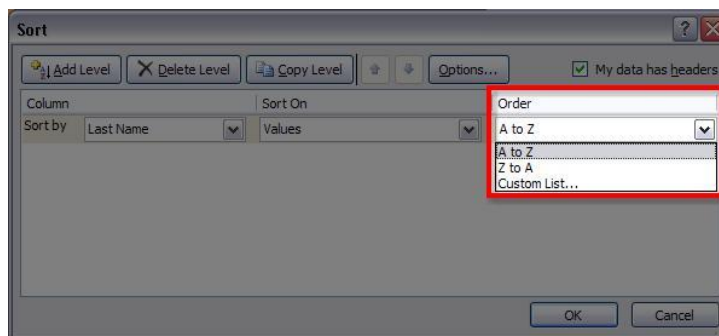 Sort
Add Level Delete Level Copy Level Options... My data has headers
Column Sort On Order
Sort by Last Name Values A to Z
A to Z
Z to A
Custom List...
OK Cancel